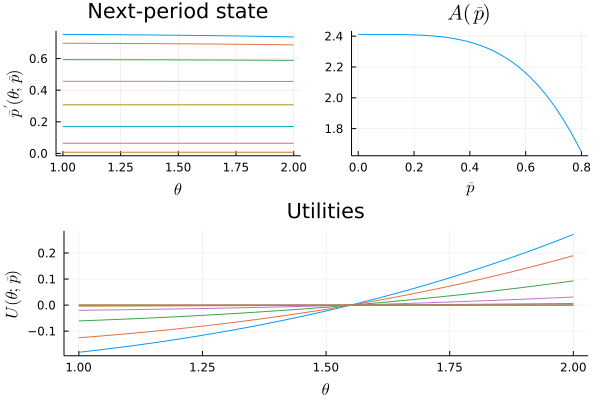 Next-period state
A(p̄)
p̄′(θ; p̄)
0.6
0.4
0.2
0.0
1.00 1.25 1.50 1.75 2.00
θ
2.4
2.2
2.0
1.8
0.0 0.2 0.4 0.6 0.8
p̄
Utilities
U(θ; p̄)
0.2
0.1
0.0
−0.1
1.00 1.25 1.50 1.75 2.00
θ